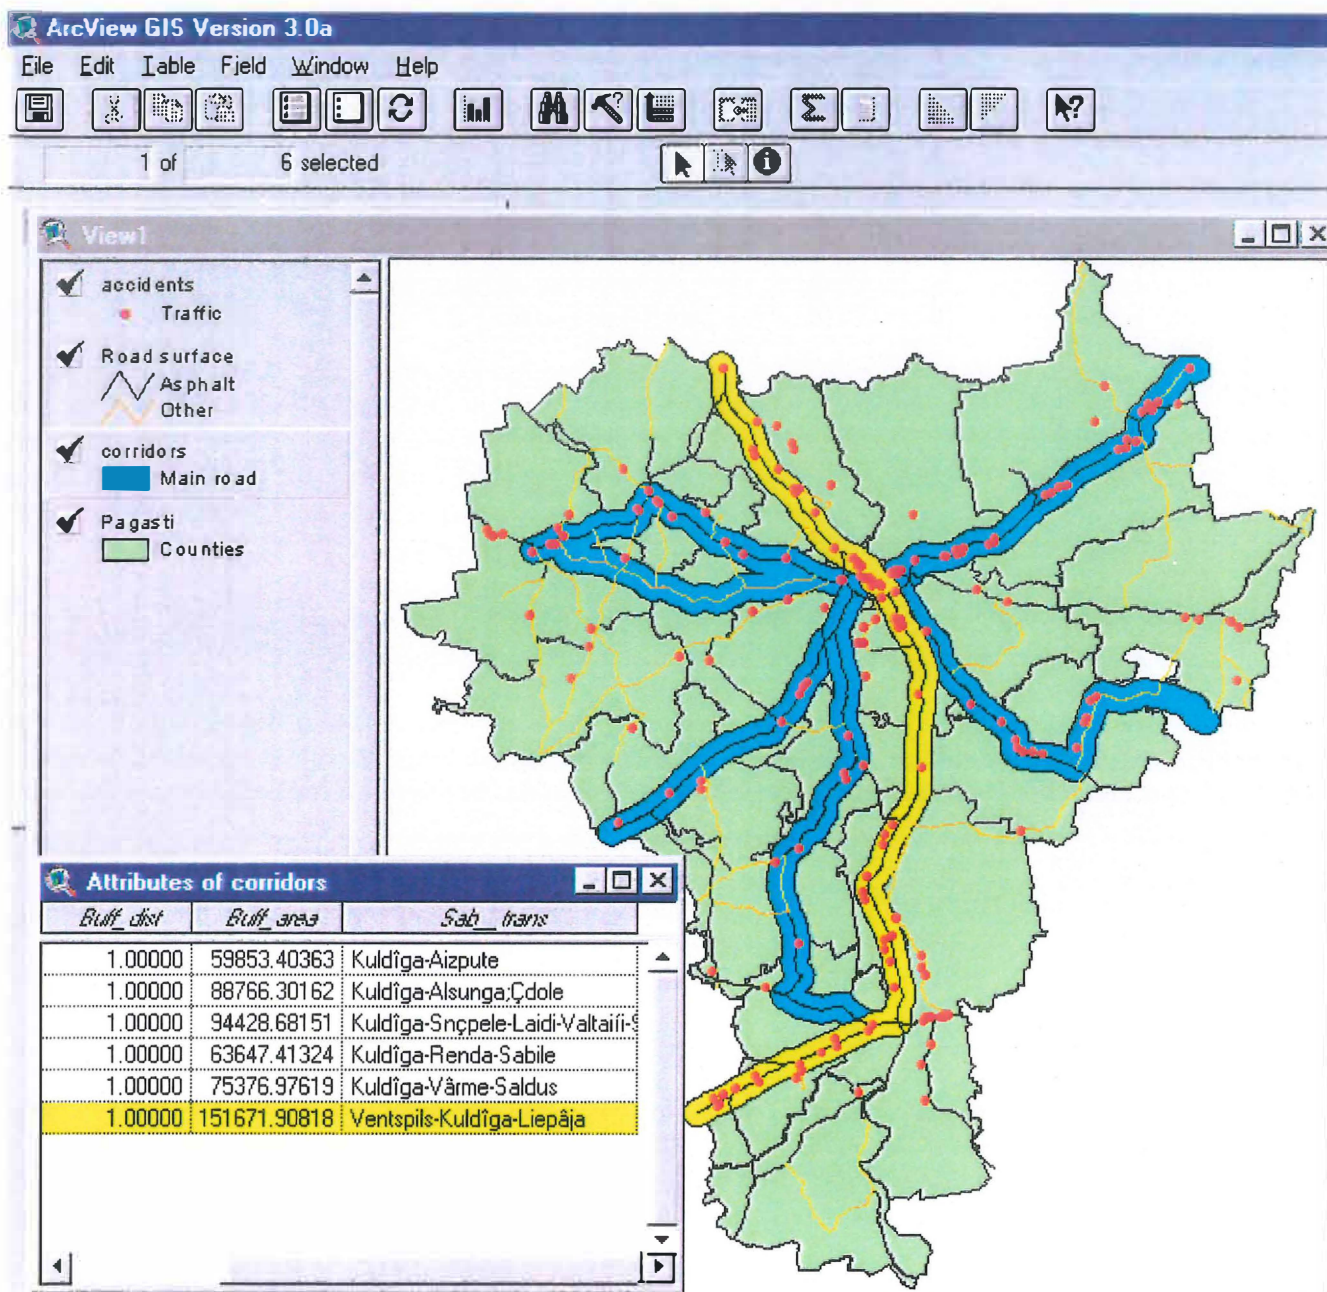 ArcView GIS Version 3.0a
File Edit Table Field Window Help
1 of 6 selected
View1
accidents
Traffic
Road surface
Asphalt
Other
corridors
Main road
Pagasti
Counties
Attributes of corridors
Buff_dist Buff_area Sab__trans
1.00000 59853.40363 Kuldîga-Aizpute
1.00000 88766.30162 Kuldîga-Alsunga;Çdole
1.00000 94428.68151 Kuldîga-Snçpele-Laidi-Valtaiíi-S
1.00000 63647.41324 Kuldîga-Renda-Sabile
1.00000 75376.97619 Kuldîga-Vârme-Saldus
1.00000 151671.90818 Ventspils-Kuldîga-Liepâja